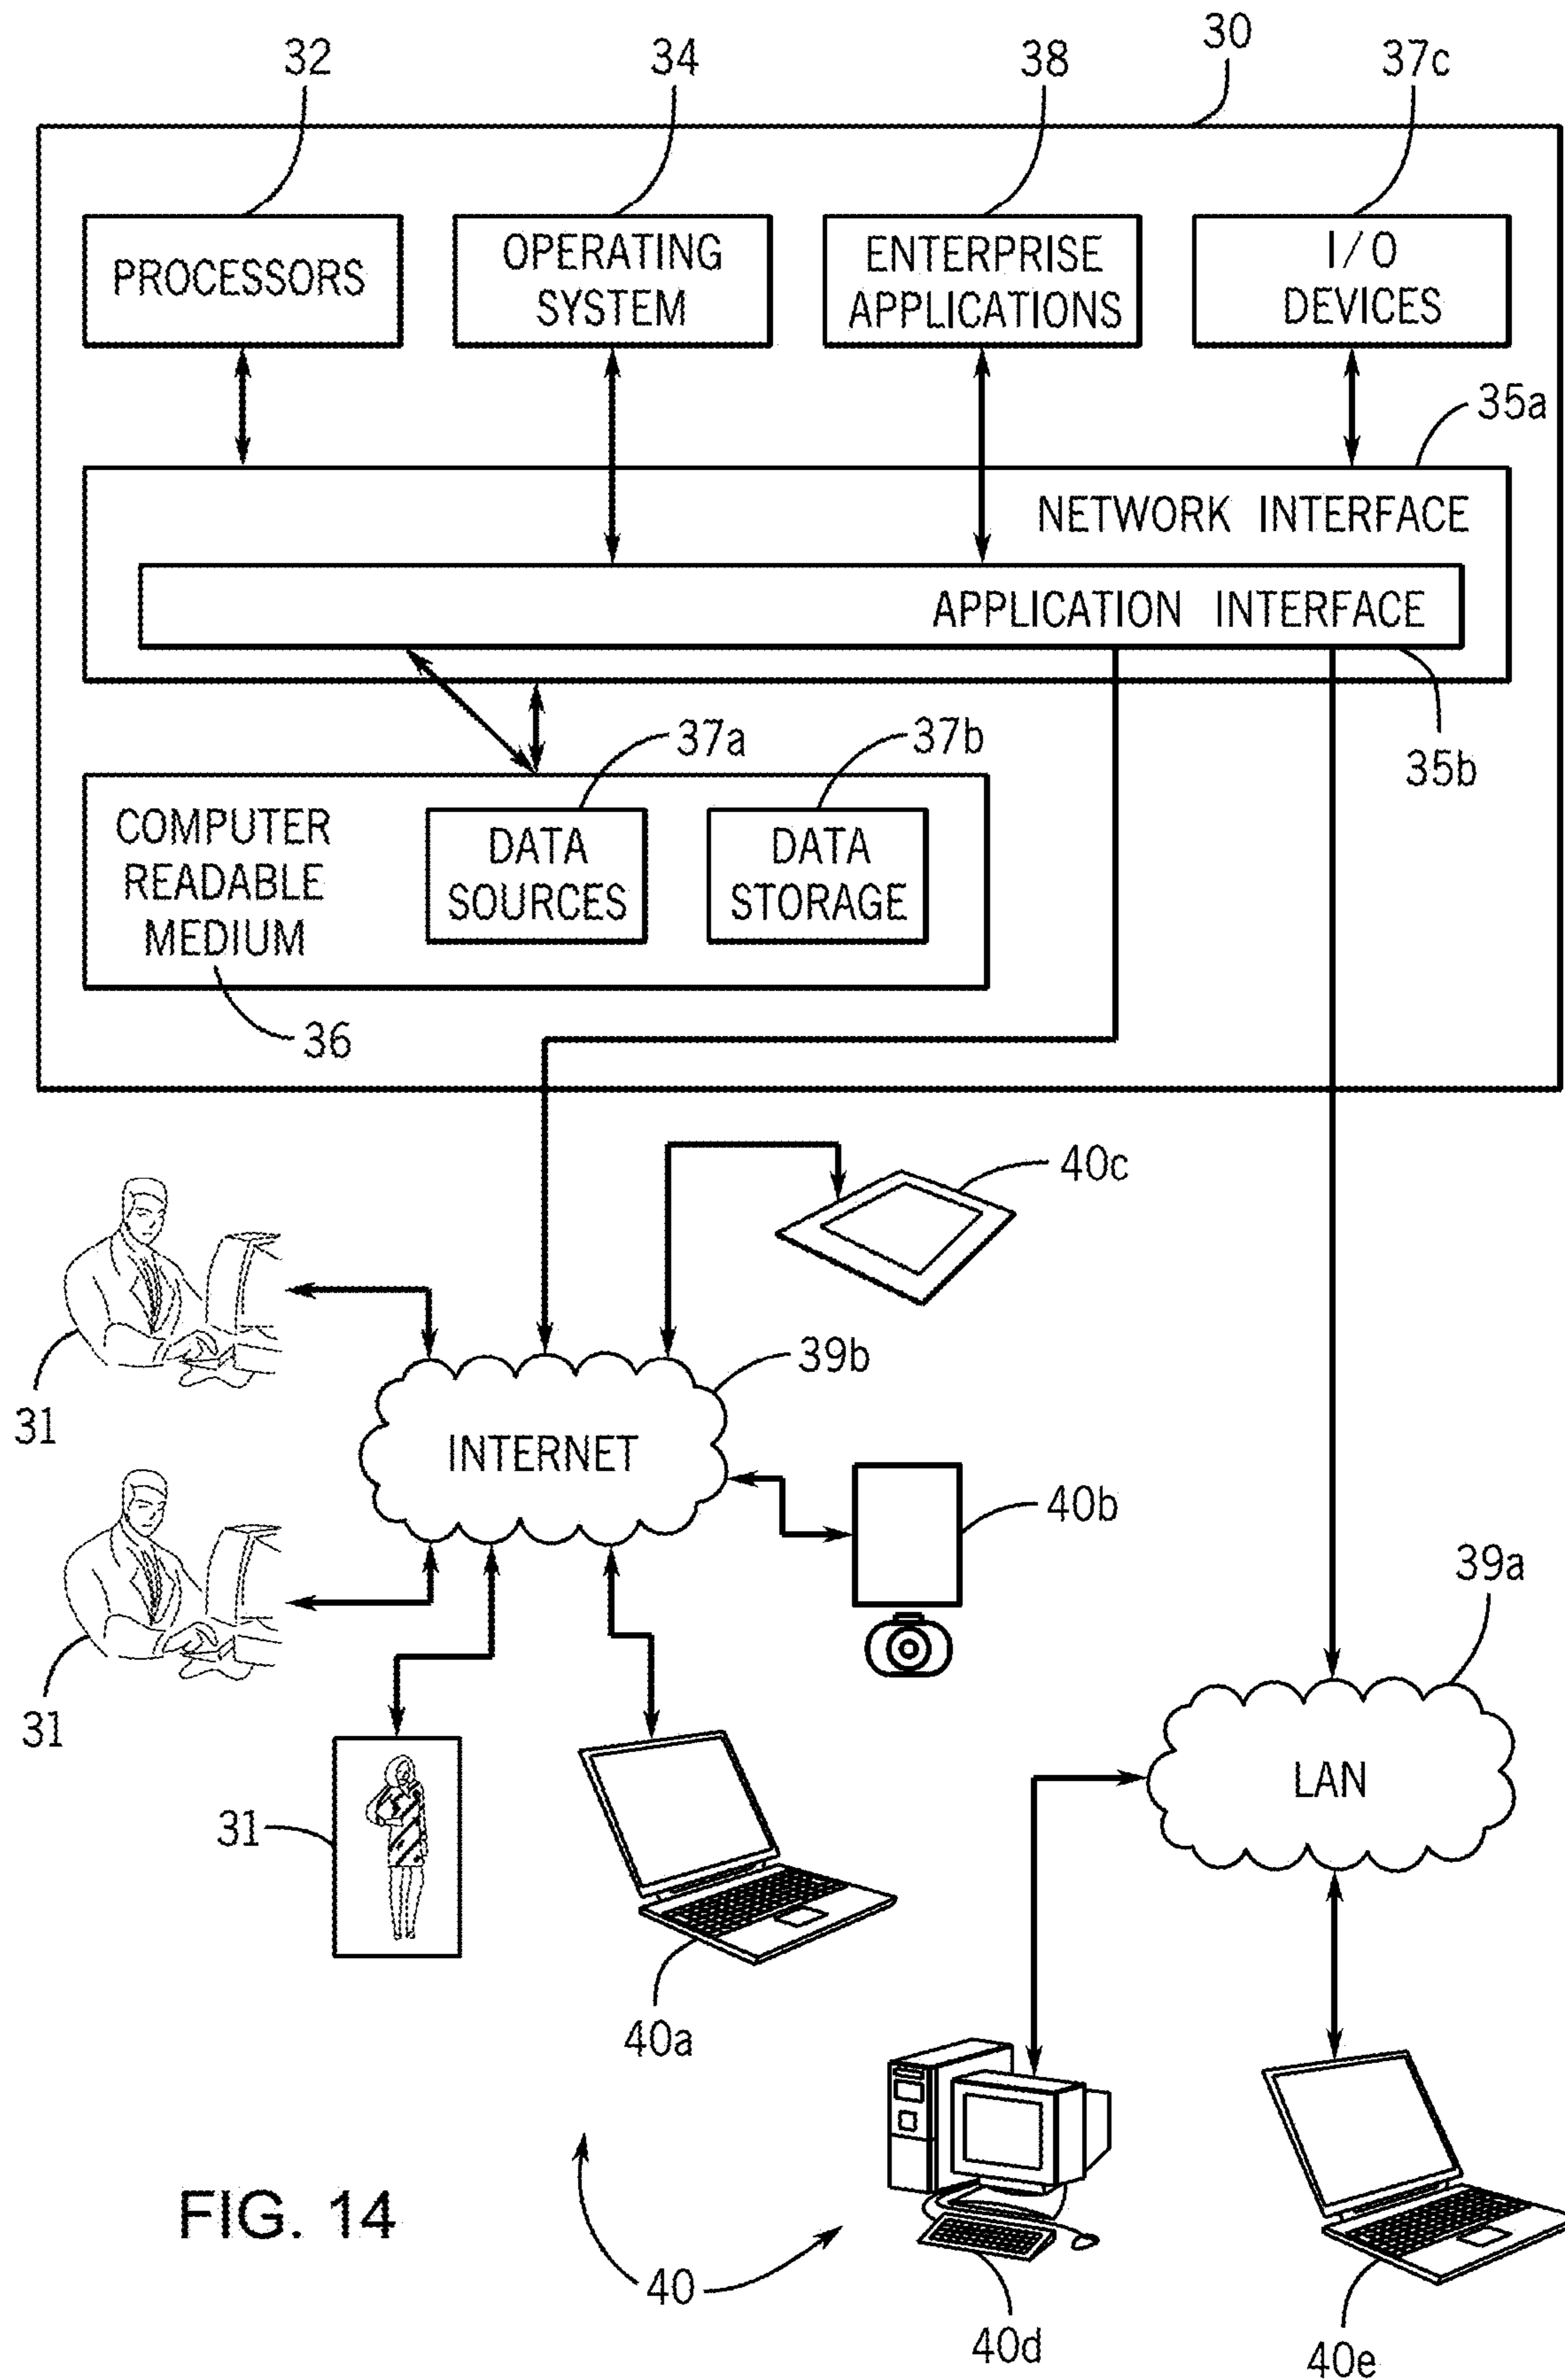 30
32
34
38
37c
PROCESSORS
OPERATING
SYSTEM
ENTERPRISE
APPLICATIONS
I/O
DEVICES
35a
NETWORK INTERFACE
APPLICATION INTERFACE
35b
37a
37b
COMPUTER
READABLE
MEDIUM
DATA
SOURCES
DATA
STORAGE
36
40c
31
39b
INTERNET
40b
31
39a
LAN
31
40a
FIG. 14
40
40d
40e